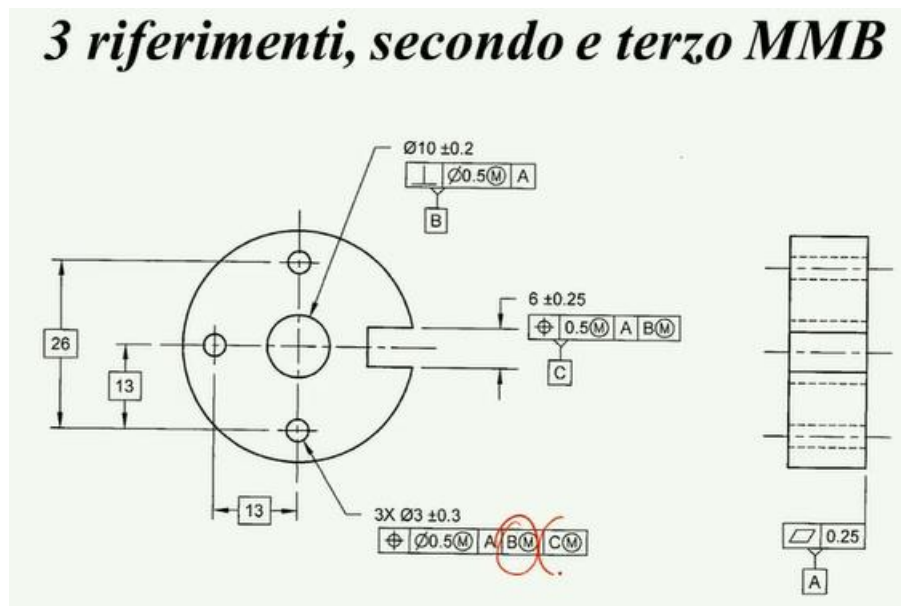 3 riferimenti, secondo e terzo MMB
Ø10 ±0.2
⊥ Ø0.5Ⓜ A
B
6 ±0.25
⌖ 0.5Ⓜ A BⓂ
C
26
13
13
3X Ø3 ±0.3
⌖ Ø0.5Ⓜ A BⓂ CⓂ
⏥ 0.25
A